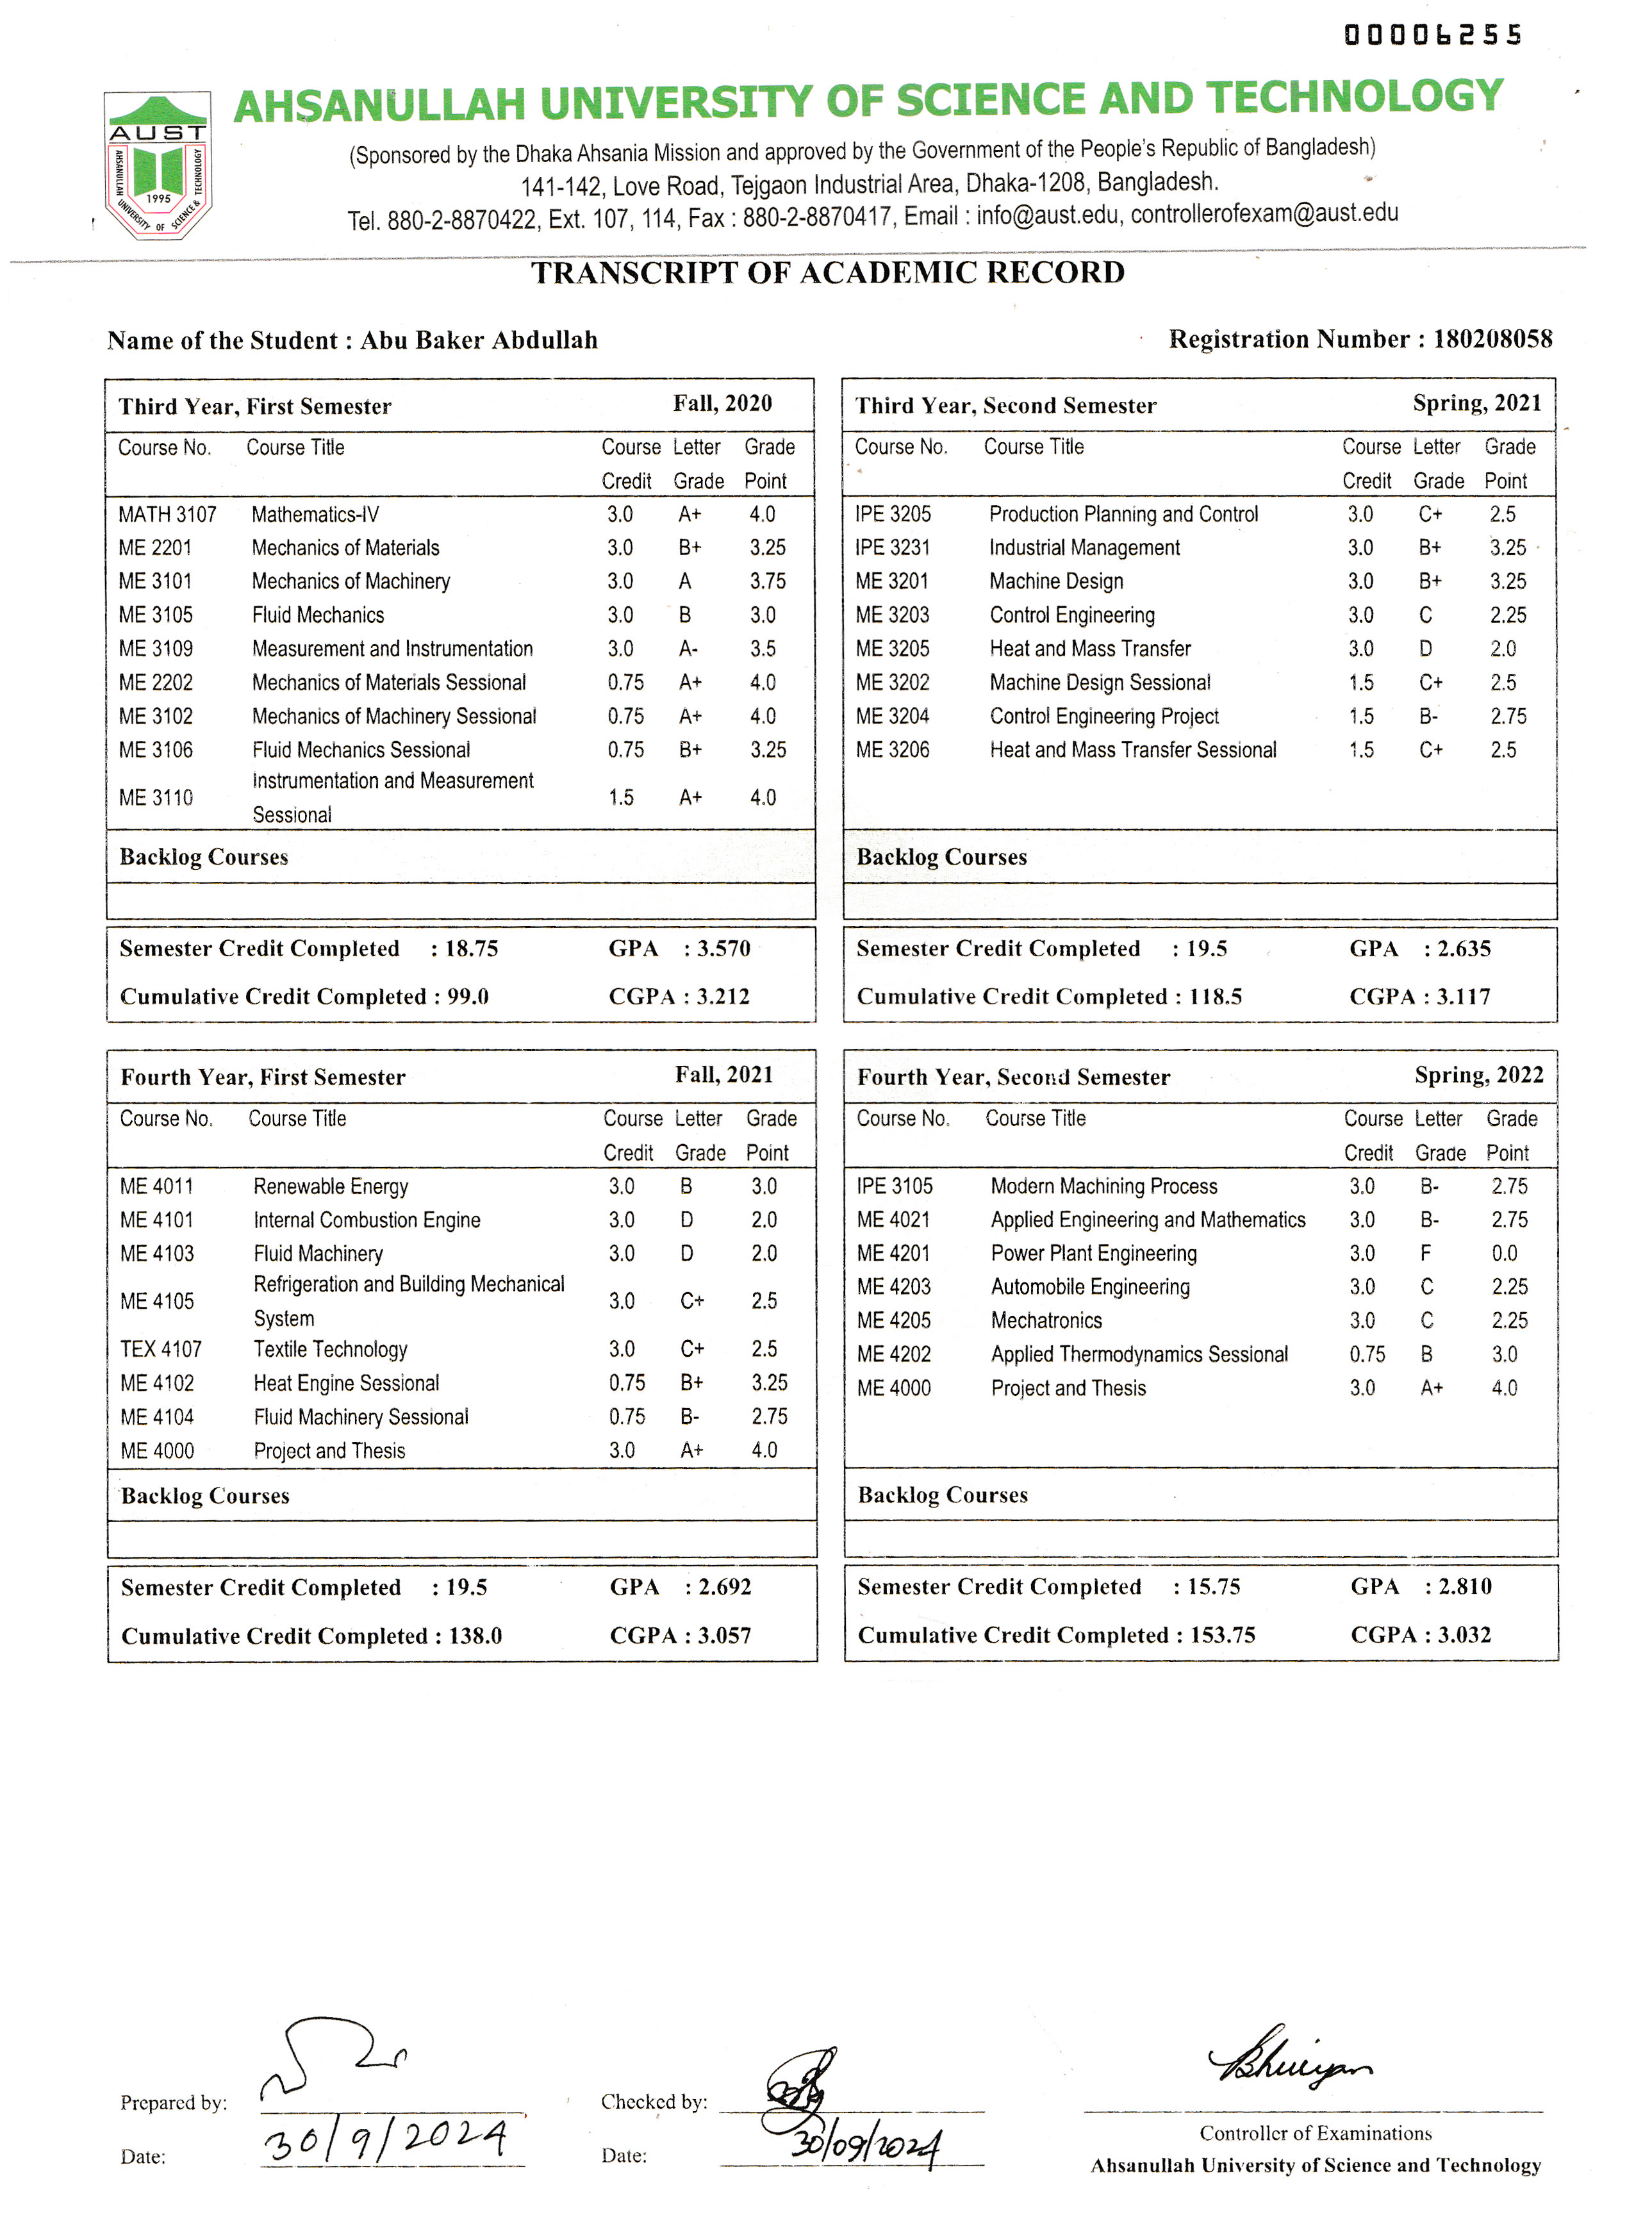 00006255
AHSANULLAH UNIVERSITY OF SCIENCE AND TECHNOLOGY
AUST
AHSANULLAH UNIVERSITY OF SCIENCE & TECHNOLOGY
1995
(Sponsored by the Dhaka Ahsania Mission and approved by the Government of the People's Republic of Bangladesh)
141-142, Love Road, Tejgaon Industrial Area, Dhaka-1208, Bangladesh.
Tel. 880-2-8870422, Ext. 107, 114, Fax : 880-2-8870417, Email : info@aust.edu, controllerofexam@aust.edu
TRANSCRIPT OF ACADEMIC RECORD
Name of the Student : Abu Baker Abdullah
Registration Number : 180208058
Third Year, First Semester Fall, 2020
Course No. Course Title Course Letter Grade
Credit Grade Point
MATH 3107 Mathematics-IV 3.0 A+ 4.0
ME 2201 Mechanics of Materials 3.0 B+ 3.25
ME 3101 Mechanics of Machinery 3.0 A 3.75
ME 3105 Fluid Mechanics 3.0 B 3.0
ME 3109 Measurement and Instrumentation 3.0 A- 3.5
ME 2202 Mechanics of Materials Sessional 0.75 A+ 4.0
ME 3102 Mechanics of Machinery Sessional 0.75 A+ 4.0
ME 3106 Fluid Mechanics Sessional 0.75 B+ 3.25
Instrumentation and Measurement
ME 3110 1.5 A+ 4.0
Sessional
Backlog Courses
Semester Credit Completed : 18.75 GPA : 3.570
Cumulative Credit Completed : 99.0 CGPA : 3.212
Third Year, Second Semester Spring, 2021
Course No. Course Title Course Letter Grade
Credit Grade Point
IPE 3205 Production Planning and Control 3.0 C+ 2.5
IPE 3231 Industrial Management 3.0 B+ 3.25
ME 3201 Machine Design 3.0 B+ 3.25
ME 3203 Control Engineering 3.0 C 2.25
ME 3205 Heat and Mass Transfer 3.0 D 2.0
ME 3202 Machine Design Sessional 1.5 C+ 2.5
ME 3204 Control Engineering Project 1.5 B- 2.75
ME 3206 Heat and Mass Transfer Sessional 1.5 C+ 2.5
Backlog Courses
Semester Credit Completed : 19.5 GPA : 2.635
Cumulative Credit Completed : 118.5 CGPA : 3.117
Fourth Year, First Semester Fall, 2021
Course No. Course Title Course Letter Grade
Credit Grade Point
ME 4011 Renewable Energy 3.0 B 3.0
ME 4101 Internal Combustion Engine 3.0 D 2.0
ME 4103 Fluid Machinery 3.0 D 2.0
Refrigeration and Building Mechanical
ME 4105 3.0 C+ 2.5
System
TEX 4107 Textile Technology 3.0 C+ 2.5
ME 4102 Heat Engine Sessional 0.75 B+ 3.25
ME 4104 Fluid Machinery Sessional 0.75 B- 2.75
ME 4000 Project and Thesis 3.0 A+ 4.0
Backlog Courses
Semester Credit Completed : 19.5 GPA : 2.692
Cumulative Credit Completed : 138.0 CGPA : 3.057
Fourth Year, Second Semester Spring, 2022
Course No. Course Title Course Letter Grade
Credit Grade Point
IPE 3105 Modern Machining Process 3.0 B- 2.75
ME 4021 Applied Engineering and Mathematics 3.0 B- 2.75
ME 4201 Power Plant Engineering 3.0 F 0.0
ME 4203 Automobile Engineering 3.0 C 2.25
ME 4205 Mechatronics 3.0 C 2.25
ME 4202 Applied Thermodynamics Sessional 0.75 B 3.0
ME 4000 Project and Thesis 3.0 A+ 4.0
Backlog Courses
Semester Credit Completed : 15.75 GPA : 2.810
Cumulative Credit Completed : 153.75 CGPA : 3.032
Prepared by:
Date: 30/9/2024
Checked by:
Date: 30/09/2024
Bhuiyan
Controller of Examinations
Ahsanullah University of Science and Technology